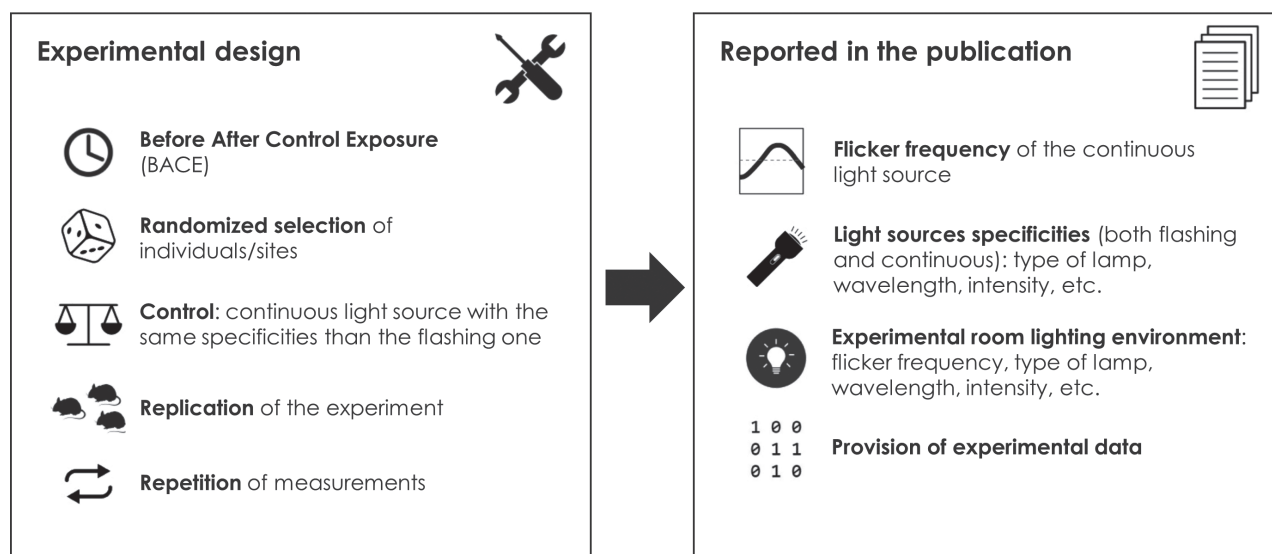 Experimental design
Before After Control Exposure
(BACE)
Randomized selection of
individuals/sites
Control: continuous light source with the
same specificities than the flashing one
Replication of the experiment
Repetition of measurements
Reported in the publication
Flicker frequency of the continuous
light source
Light sources specificities (both flashing
and continuous): type of lamp,
wavelength, intensity, etc.
Experimental room lighting environment:
flicker frequency, type of lamp,
wavelength, intensity, etc.
1 0 0
0 1 1
0 1 0
Provision of experimental data